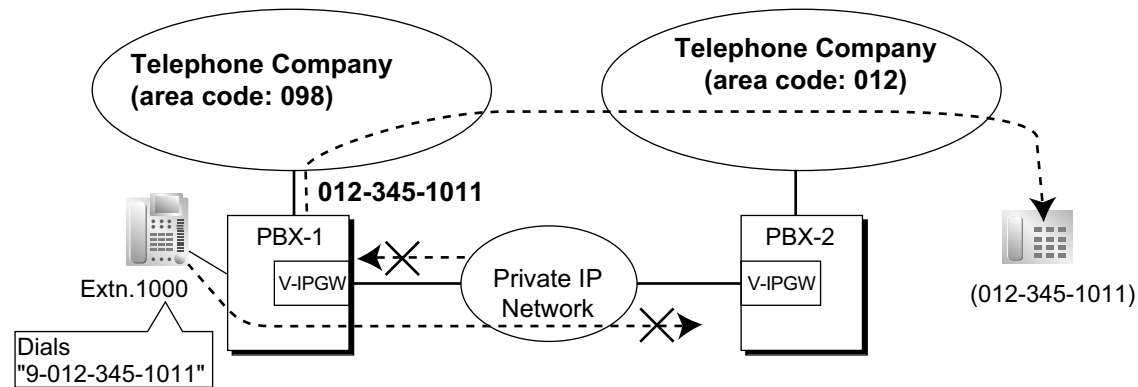 Telephone Company
(area code: 098)
Telephone Company
(area code: 012)
012-345-1011
PBX-1
V-IPGW
Private IP
Network
PBX-2
V-IPGW
Extn.1000
(012-345-1011)
Dials
"9-012-345-1011"